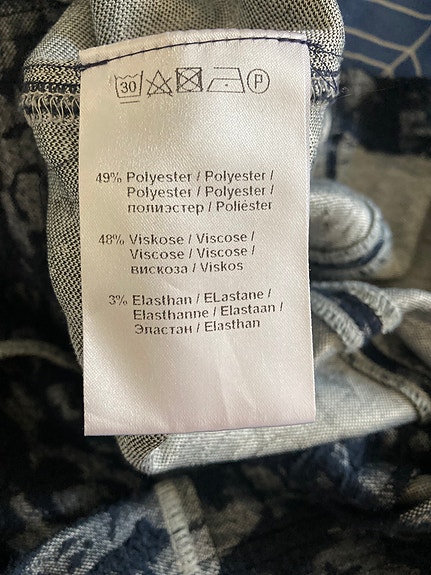 30 P
49% Polyester / Polyester /
Polyester / Polyester /
полиэстер / Poliéster
48% Viskose / Viscose /
Viscose / Viscose /
вискоза / Viskos
3% Elasthan / ELastane /
Elasthanne / Elastaan /
Эластан / Elasthan